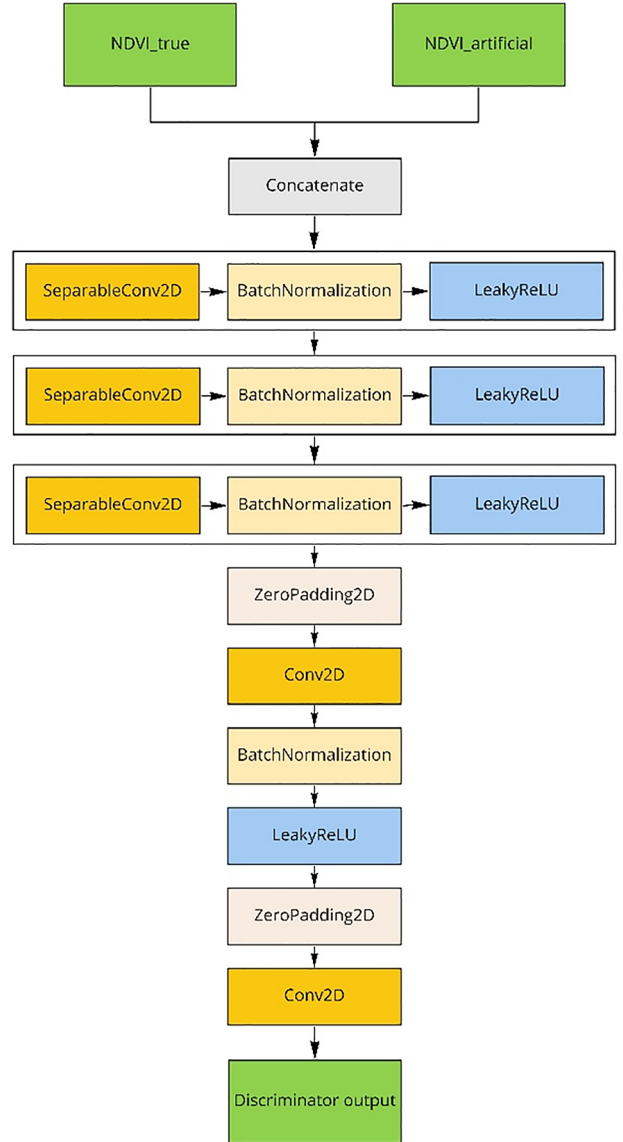 NDVI_true
NDVI_artificial
Concatenate
SeparableConv2D
BatchNormalization
LeakyReLU
SeparableConv2D
BatchNormalization
LeakyReLU
SeparableConv2D
BatchNormalization
LeakyReLU
ZeroPadding2D
Conv2D
BatchNormalization
LeakyReLU
ZeroPadding2D
Conv2D
Discriminator output